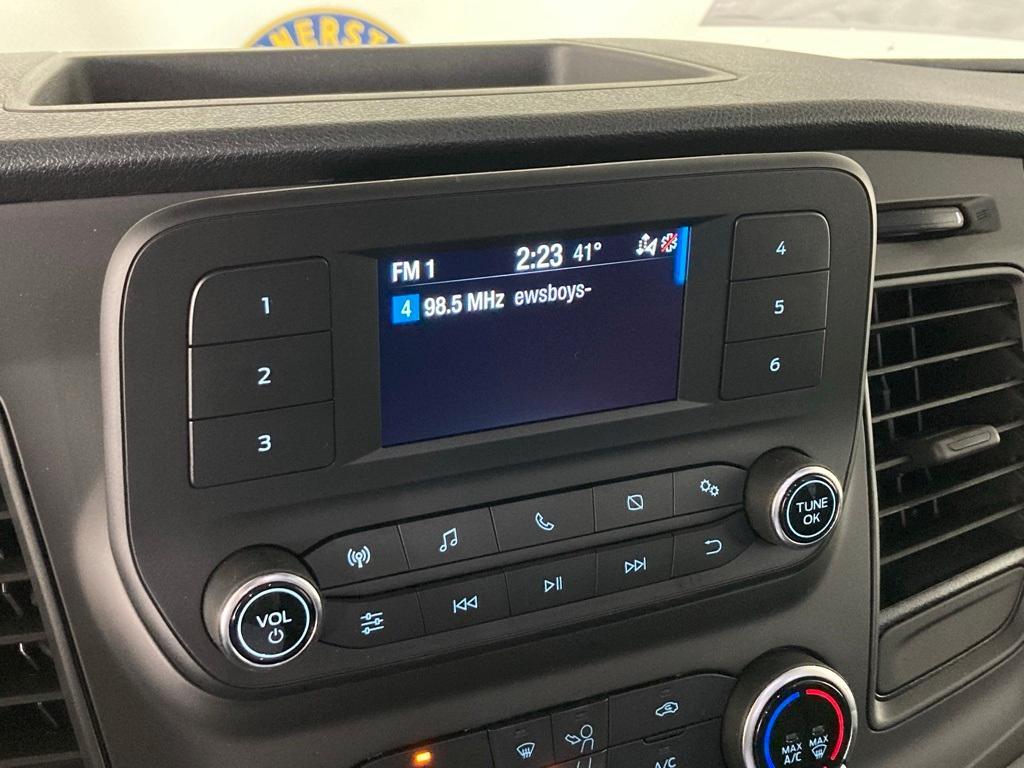 NERST
FM 1 2:23 41°
4 98.5 MHz ewsboys-
1
2
3
4
5
6
TUNE
OK
VOL
MAX
A/C
MAX
A/C